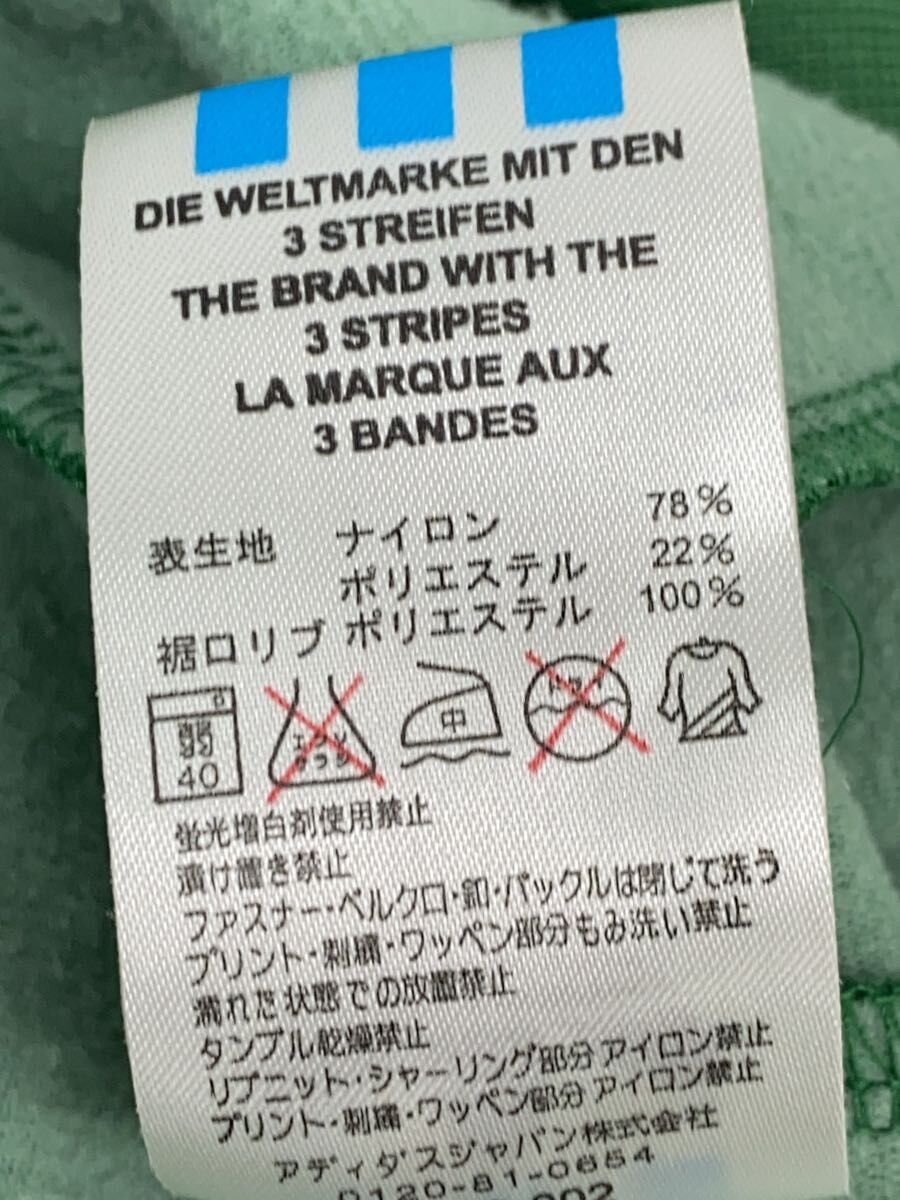 DIE WELTMARKE MIT DEN
3 STREIFEN
THE BRAND WITH THE
3 STRIPES
LA MARQUE AUX
3 BANDES
表生地 ナイロン 78%
ポリエステル 22%
裾口リブ ポリエステル 100%
弱
40
エンソ
サラシ
中
ドライ
蛍光増白剤使用禁止
漬け置き禁止
ファスナー・ベルクロ・釦・バックルは閉じて洗う
プリント・刺繍・ワッペン部分もみ洗い禁止
濡れた状態での放置禁止
タンブル乾燥禁止
リブニット・シャーリング部分アイロン禁止
プリント・刺繍・ワッペン部分アイロン禁止
アディダスジャパン株式会社
0120-81-0654